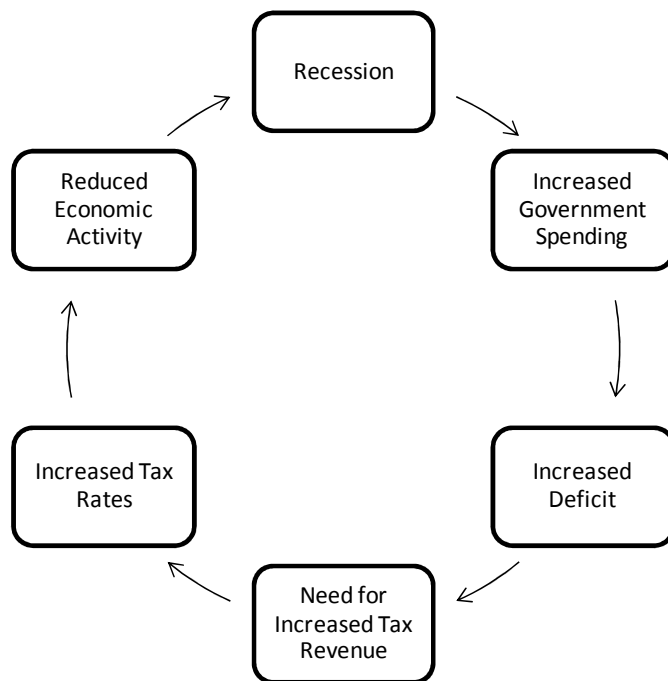 Recession
Increased
Government
Spending
Increased
Deficit
Need for
Increased Tax
Revenue
Increased Tax
Rates
Reduced
Economic
Activity